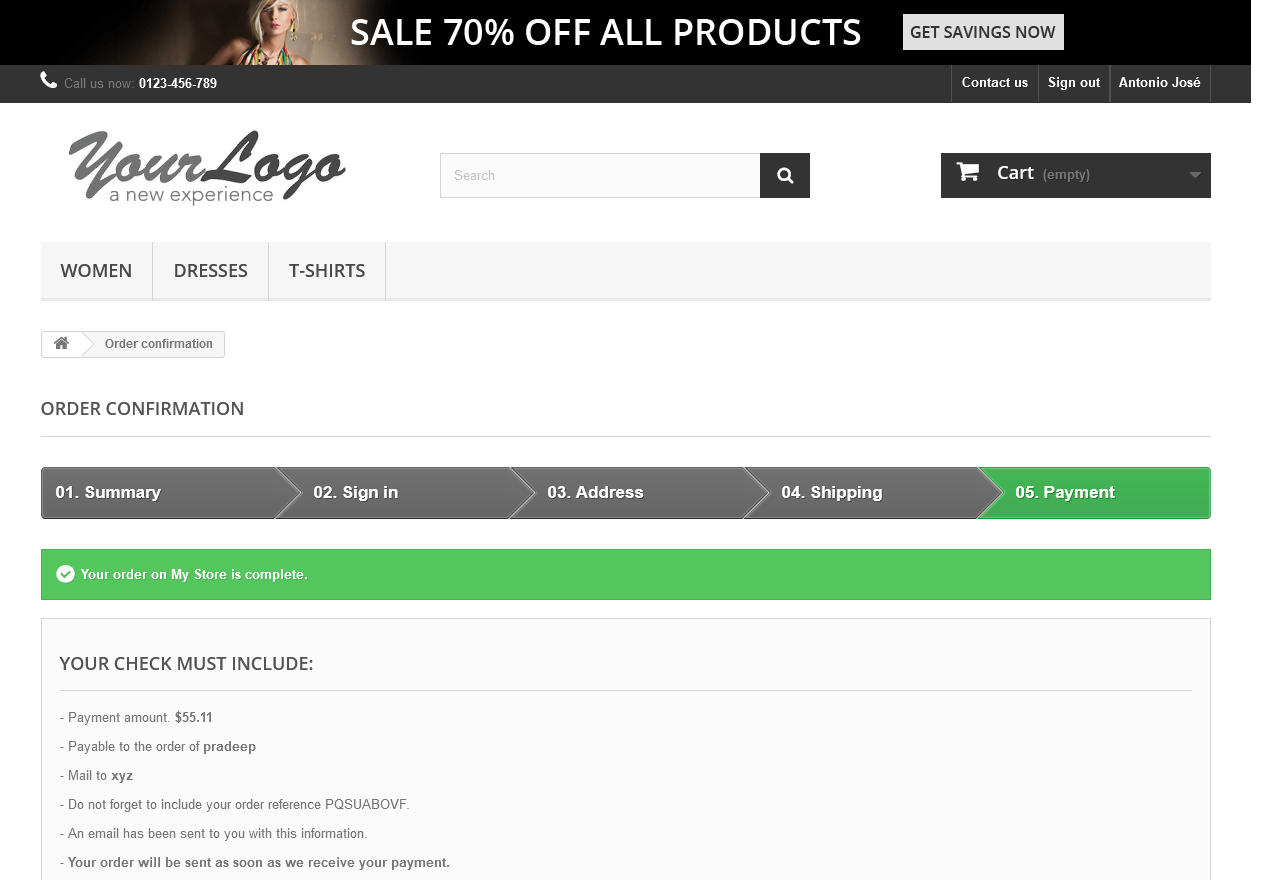 SALE 70% OFF ALL PRODUCTS GET SAVINGS NOW
Call us now: 0123-456-789 Contact us Sign out Antonio José
YourLogo
a new experience
Search
Cart (empty)
WOMEN DRESSES T-SHIRTS
Order confirmation
ORDER CONFIRMATION
01. Summary 02. Sign in 03. Address 04. Shipping 05. Payment
Your order on My Store is complete.
YOUR CHECK MUST INCLUDE:
- Payment amount. $55.11
- Payable to the order of pradeep
- Mail to xyz
- Do not forget to include your order reference PQSUABOVF.
- An email has been sent to you with this information.
- Your order will be sent as soon as we receive your payment.